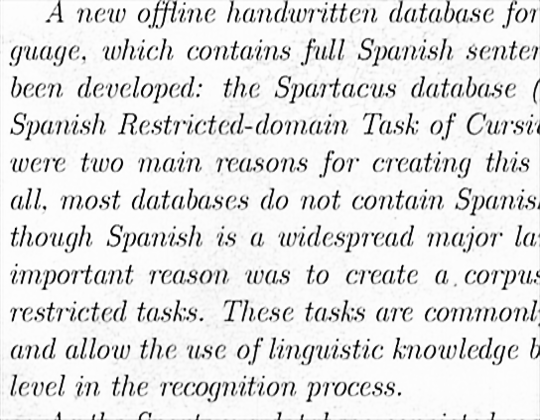 A new offline handwritten database for
guage, which contains full Spanish senten
been developed: the Spartacus database (
Spanish Restricted-domain Task of Cursi
were two main reasons for creating this
all, most databases do not contain Spanis
though Spanish is a widespread major la
important reason was to create a corpus
restricted tasks. These tasks are commonly
and allow the use of linguistic knowledge b
level in the recognition process.